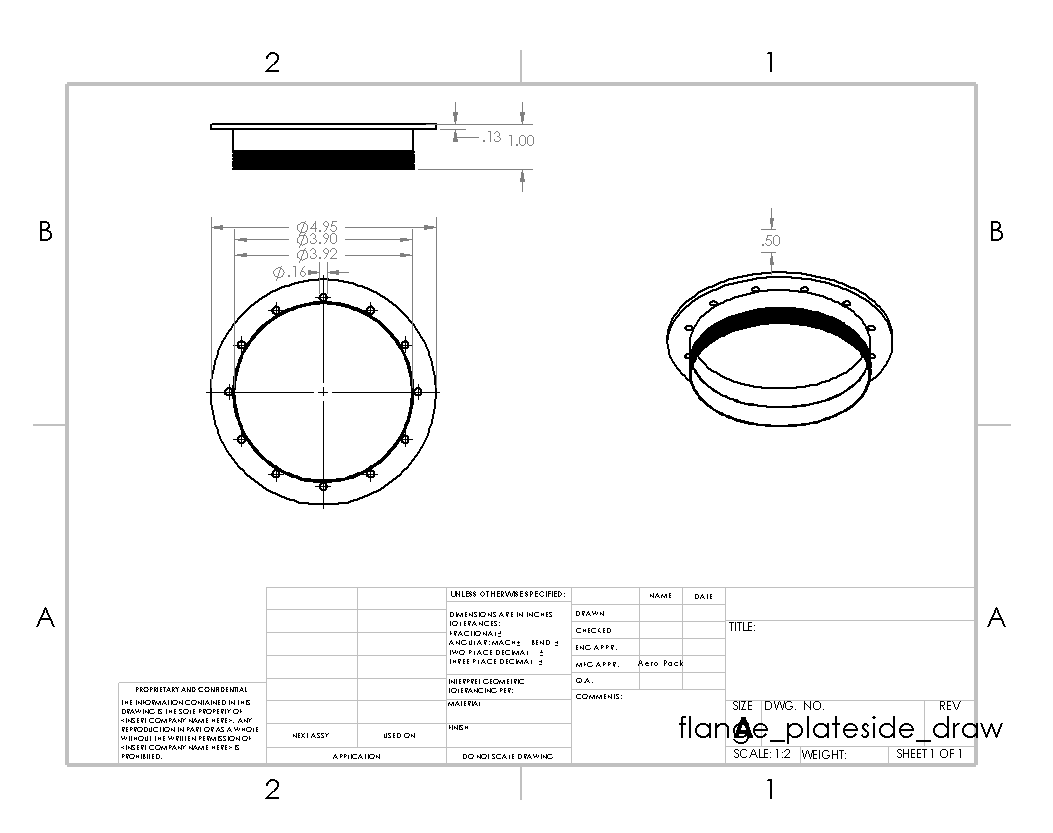 2 1
.13 1.00
B B
Ø4.95
Ø3.90
Ø3.92
Ø.16
.50
A A
UNLESS OTHERWISE SPECIFIED:
DIMENSIONS ARE IN INCHES
TOLERANCES:
FRACTIONAL ±
ANGULAR: MACH ± BEND ±
TWO PLACE DECIMAL ±
THREE PLACE DECIMAL ±
INTERPRET GEOMETRIC
TOLERANCING PER:
MATERIAL
FINISH
DO NOT SCALE DRAWING
NAME DATE
DRAWN
CHECKED
ENG APPR.
MFG APPR. Aero Pack
Q.A.
COMMENTS:
TITLE:
SIZE DWG. NO. REV
A
flange_plateside_draw
SCALE: 1:2 WEIGHT: SHEET 1 OF 1
PROPRIETARY AND CONFIDENTIAL
THE INFORMATION CONTAINED IN THIS
DRAWING IS THE SOLE PROPERTY OF
<INSERT COMPANY NAME HERE>. ANY
REPRODUCTION IN PART OR AS A WHOLE
WITHOUT THE WRITTEN PERMISSION OF
<INSERT COMPANY NAME HERE> IS
PROHIBITED.
NEXT ASSY USED ON
APPLICATION
2 1